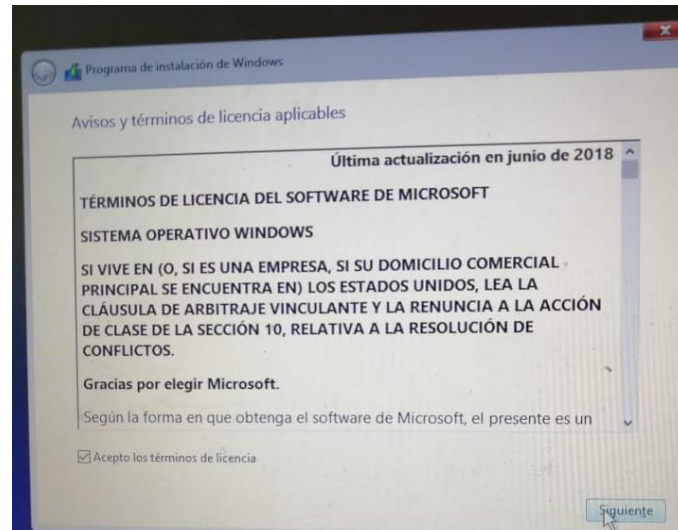 Programa de instalación de Windows
Avisos y términos de licencia aplicables
Última actualización en junio de 2018
TÉRMINOS DE LICENCIA DEL SOFTWARE DE MICROSOFT
SISTEMA OPERATIVO WINDOWS
SI VIVE EN (O, SI ES UNA EMPRESA, SI SU DOMICILIO COMERCIAL
PRINCIPAL SE ENCUENTRA EN) LOS ESTADOS UNIDOS, LEA LA
CLÁUSULA DE ARBITRAJE VINCULANTE Y LA RENUNCIA A LA ACCIÓN
DE CLASE DE LA SECCIÓN 10, RELATIVA A LA RESOLUCIÓN DE
CONFLICTOS.
Gracias por elegir Microsoft.
Según la forma en que obtenga el software de Microsoft, el presente es un
Acepto los términos de licencia
Siguiente